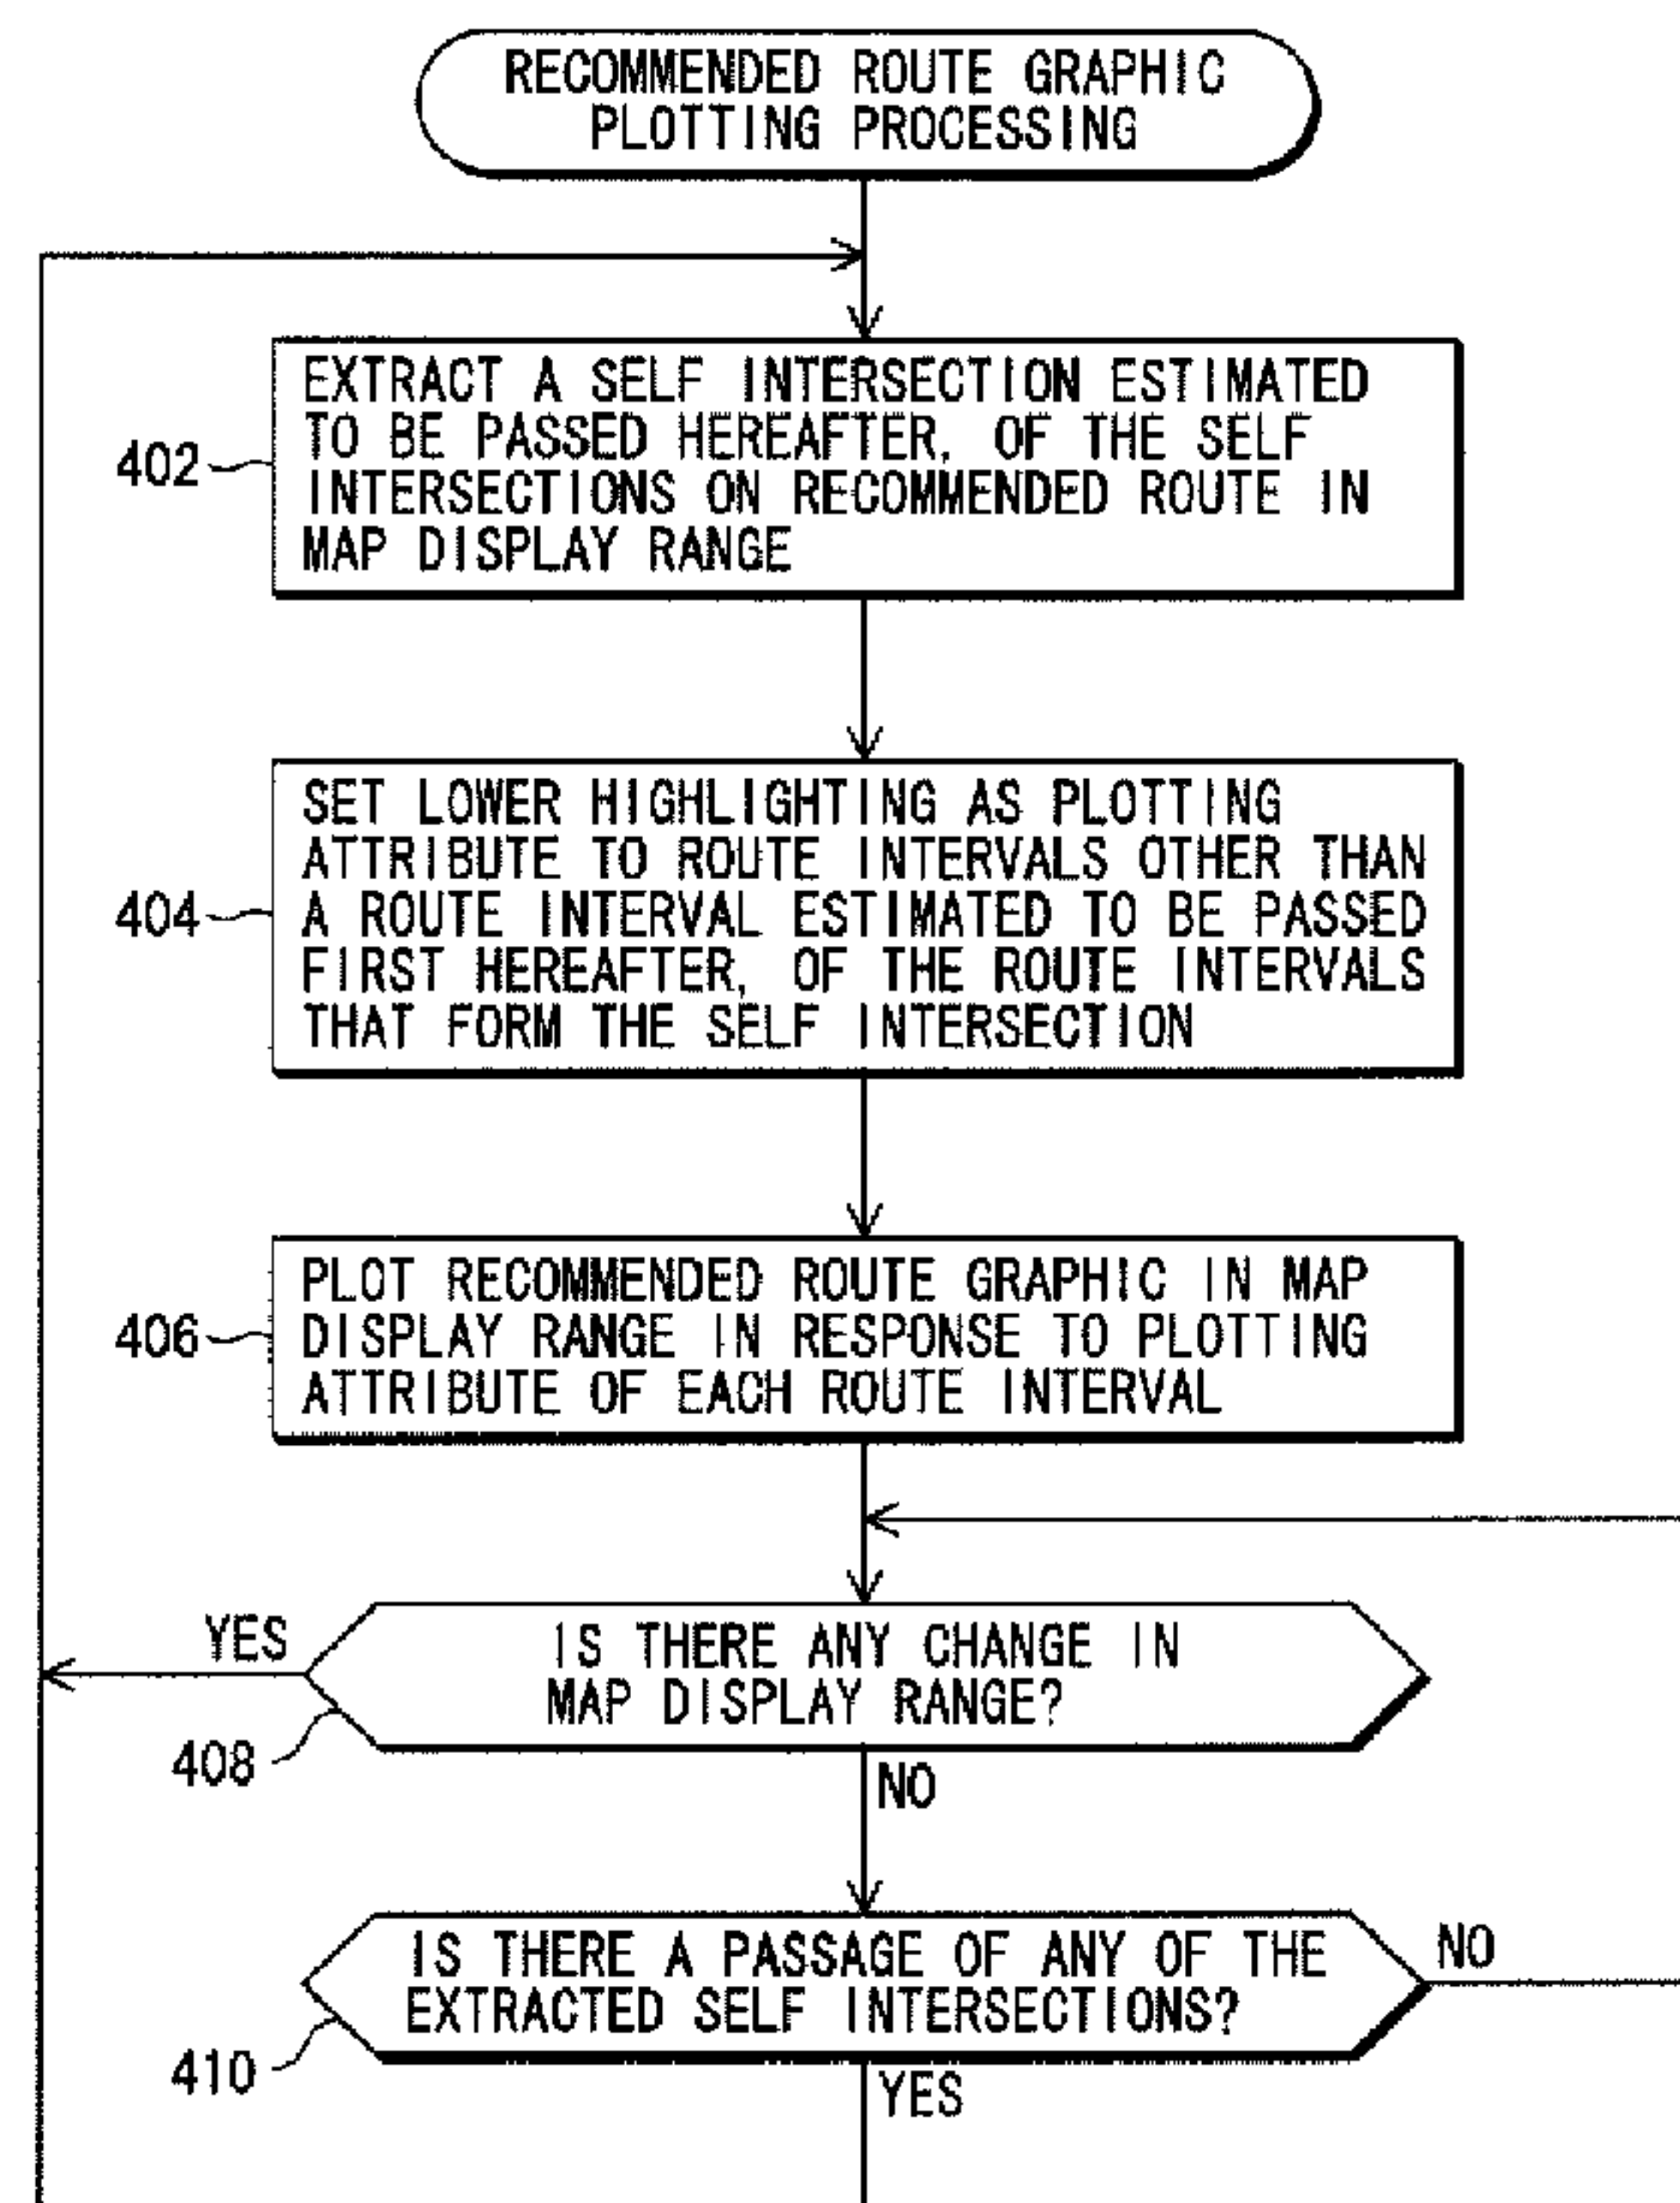 RECOMMENDED ROUTE GRAPHIC
PLOTTING PROCESSING
EXTRACT A SELF INTERSECTION ESTIMATED
TO BE PASSED HEREAFTER, OF THE SELF
INTERSECTIONS ON RECOMMENDED ROUTE IN
MAP DISPLAY RANGE
402
SET LOWER HIGHLIGHTING AS PLOTTING
ATTRIBUTE TO ROUTE INTERVALS OTHER THAN
A ROUTE INTERVAL ESTIMATED TO BE PASSED
FIRST HEREAFTER, OF THE ROUTE INTERVALS
THAT FORM THE SELF INTERSECTION
404
PLOT RECOMMENDED ROUTE GRAPHIC IN MAP
DISPLAY RANGE IN RESPONSE TO PLOTTING
ATTRIBUTE OF EACH ROUTE INTERVAL
406
YES
IS THERE ANY CHANGE IN
MAP DISPLAY RANGE?
408
NO
IS THERE A PASSAGE OF ANY OF THE
EXTRACTED SELF INTERSECTIONS?
NO
410
YES